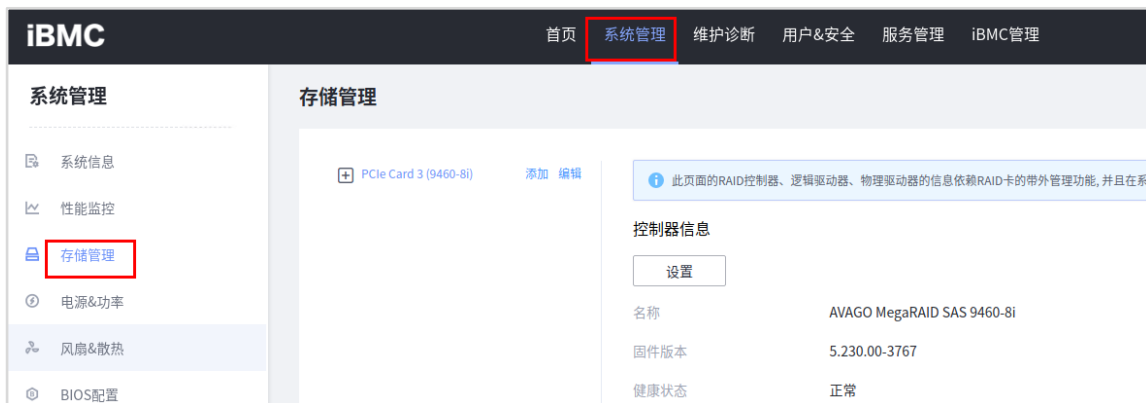 iBMC 首页 系统管理 维护诊断 用户&安全 服务管理 iBMC管理
系统管理
系统信息
性能监控
存储管理
电源&功率
风扇&散热
BIOS配置
存储管理
PCIe Card 3 (9460-8i) 添加 编辑
此页面的RAID控制器、逻辑驱动器、物理驱动器的信息依赖RAID卡的带外管理功能, 并且在系
控制器信息
设置
名称 AVAGO MegaRAID SAS 9460-8i
固件版本 5.230.00-3767
健康状态 正常